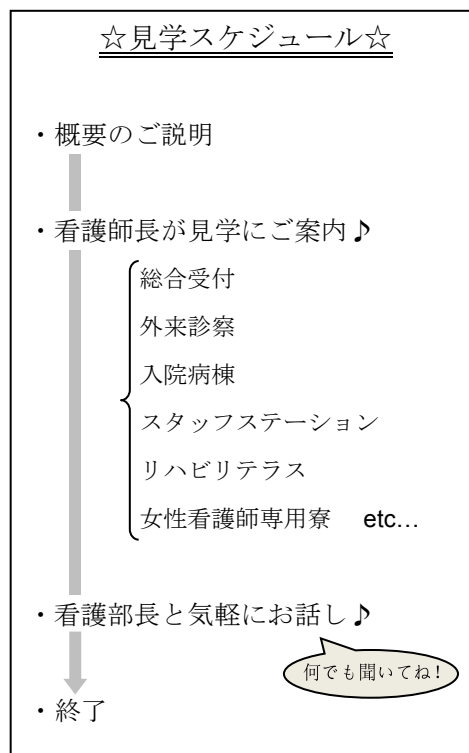 ☆見学スケジュール☆
・概要のご説明
・看護師長が見学にご案内♪
総合受付
外来診察
入院病棟
スタッフステーション
リハビリテラス
女性看護師専用寮 etc…
・看護部長と気軽にお話し♪
何でも聞いてね！
・終了